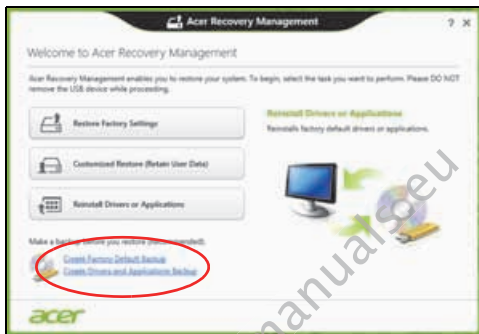 Acer Recovery Management
? ×
Welcome to Acer Recovery Management
Acer Recovery Management enables you to restore your system. To begin, select the task you want to perform. Please DO NOT
remove the USB device while proceeding.
Restore Factory Settings
Customized Restore (Retain User Data)
Reinstall Drivers or Applications
Reinstall Drivers or Applications
Reinstalls factory default drivers or applications.
Make a backup before you restore (recommended).
Create Factory Default Backup
Create Drivers and Applications Backup
acer
manuals.eu